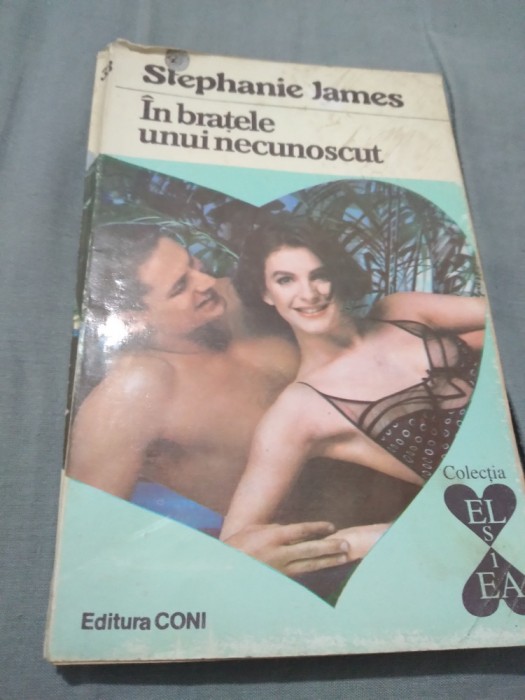 Stephanie James
În brațele
unui necunoscut
Colecția
EL
ȘI
EA
Editura CONI